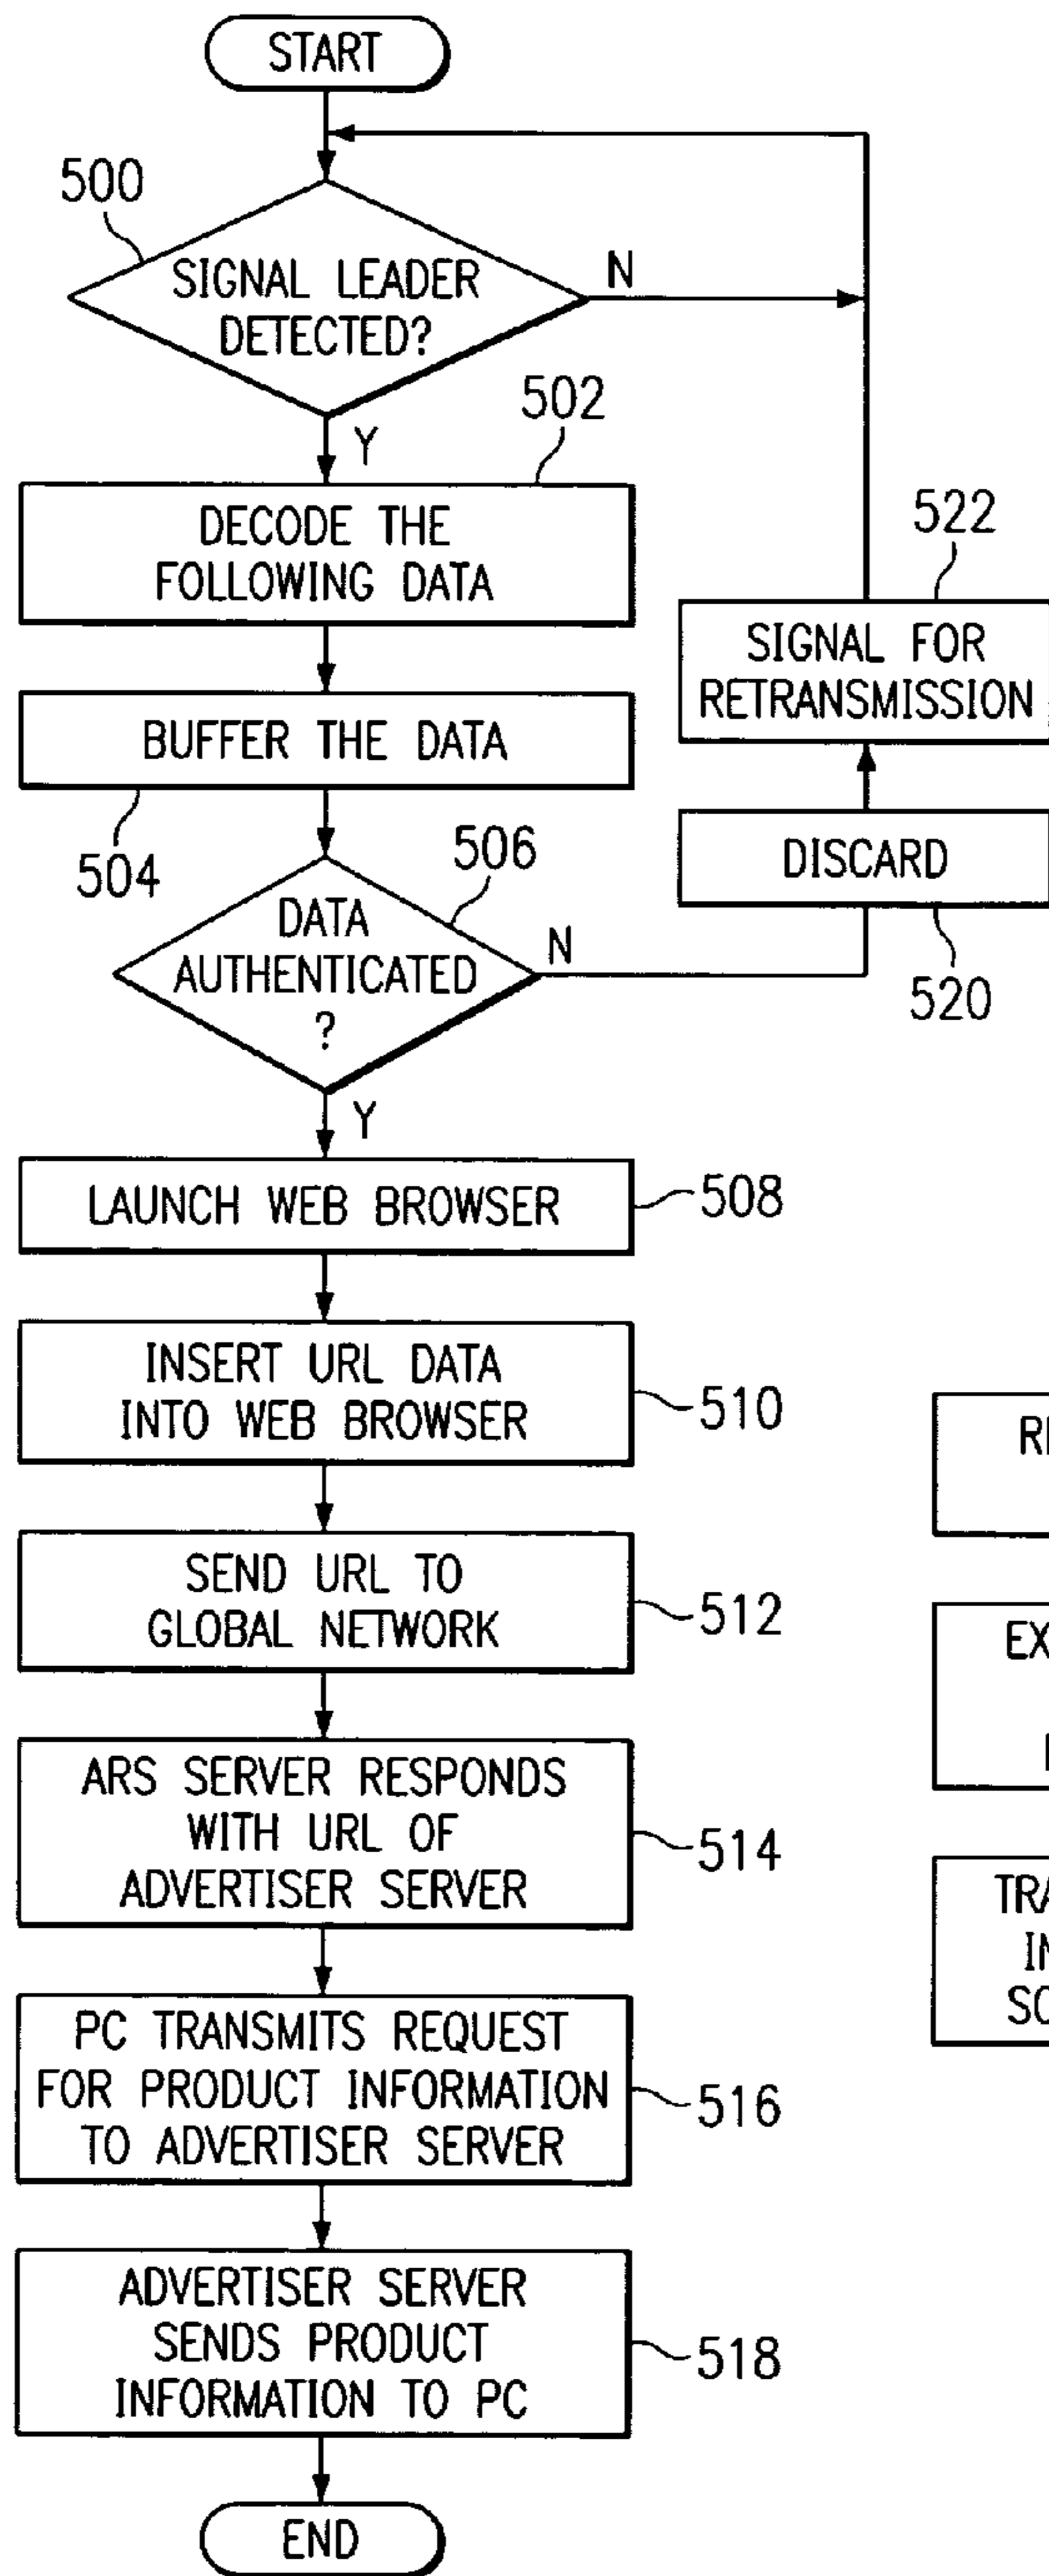 START
500
SIGNAL LEADER
DETECTED?
N
Y
502
DECODE THE
FOLLOWING DATA
522
SIGNAL FOR
RETRANSMISSION
BUFFER THE DATA
504
DISCARD
520
506
DATA
AUTHENTICATED
?
N
Y
LAUNCH WEB BROWSER
508
INSERT URL DATA
INTO WEB BROWSER
510
SEND URL TO
GLOBAL NETWORK
512
ARS SERVER RESPONDS
WITH URL OF
ADVERTISER SERVER
514
PC TRANSMITS REQUEST
FOR PRODUCT INFORMATION
TO ADVERTISER SERVER
516
ADVERTISER SERVER
SENDS PRODUCT
INFORMATION TO PC
518
END